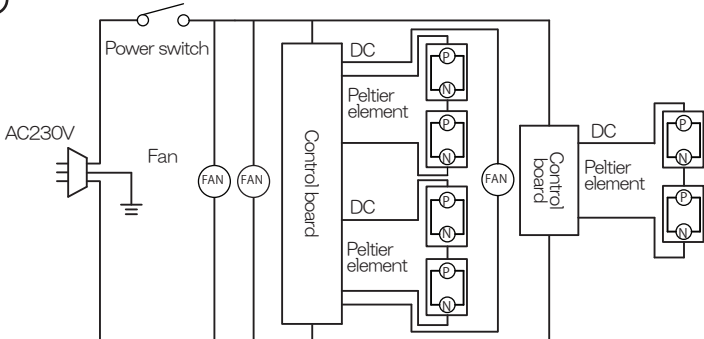 Power switch
AC230V
Fan
FAN
FAN
Control board
DC
Peltier
element
P
N
P
N
DC
Peltier
element
P
N
P
N
FAN
Control
board
DC
Peltier
element
P
N
P
N